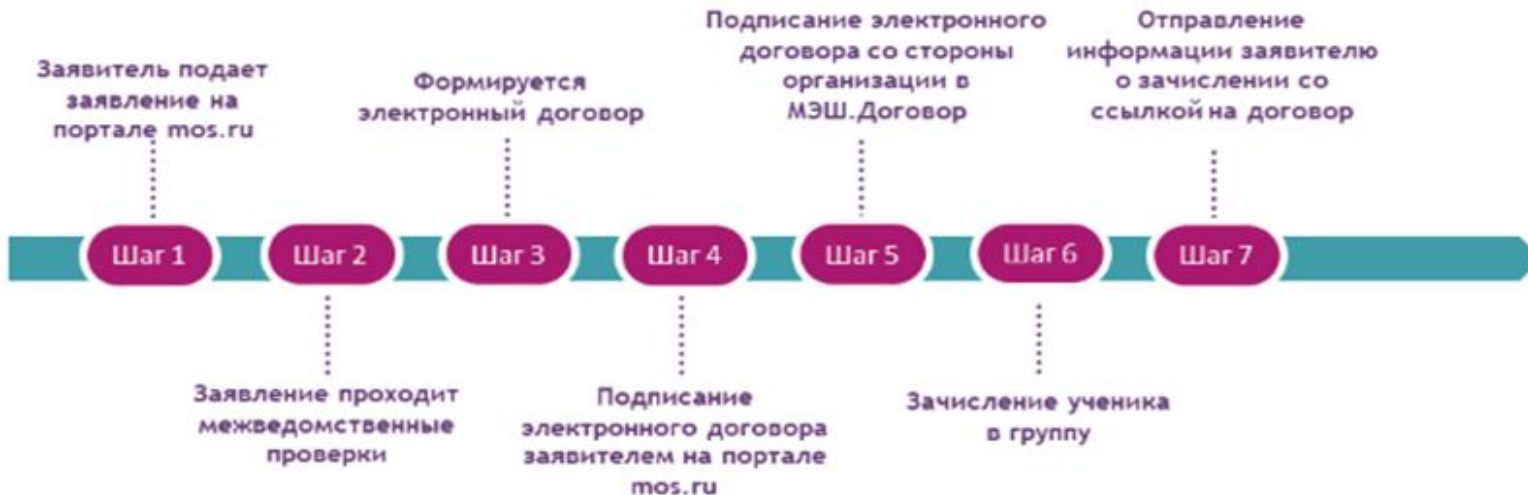 Заявитель подает
заявление на
портале mos.ru
Формируется
электронный договор
Подписание электронного
договора со стороны
организации в
МЭШ.Договор
Отправление
информации заявителю
о зачислении со
ссылкой на договор
Шаг 1
Шаг 2
Шаг 3
Шаг 4
Шаг 5
Шаг 6
Шаг 7
Заявление проходит
межведомственные
проверки
Подписание
электронного договора
заявителем на портале
mos.ru
Зачисление ученика
в группу